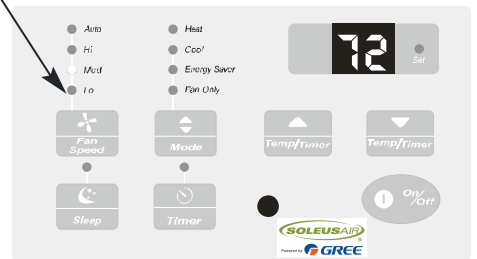 Auto
Hi
Med
Lo
Heat
Cool
Energy Saver
Fan Only
72
Set
Fan
Speed
Mode
Temp/Timer
Temp/Timer
Sleep
Timer
On/
Off
SOLEUSAIR
Powered by GREE